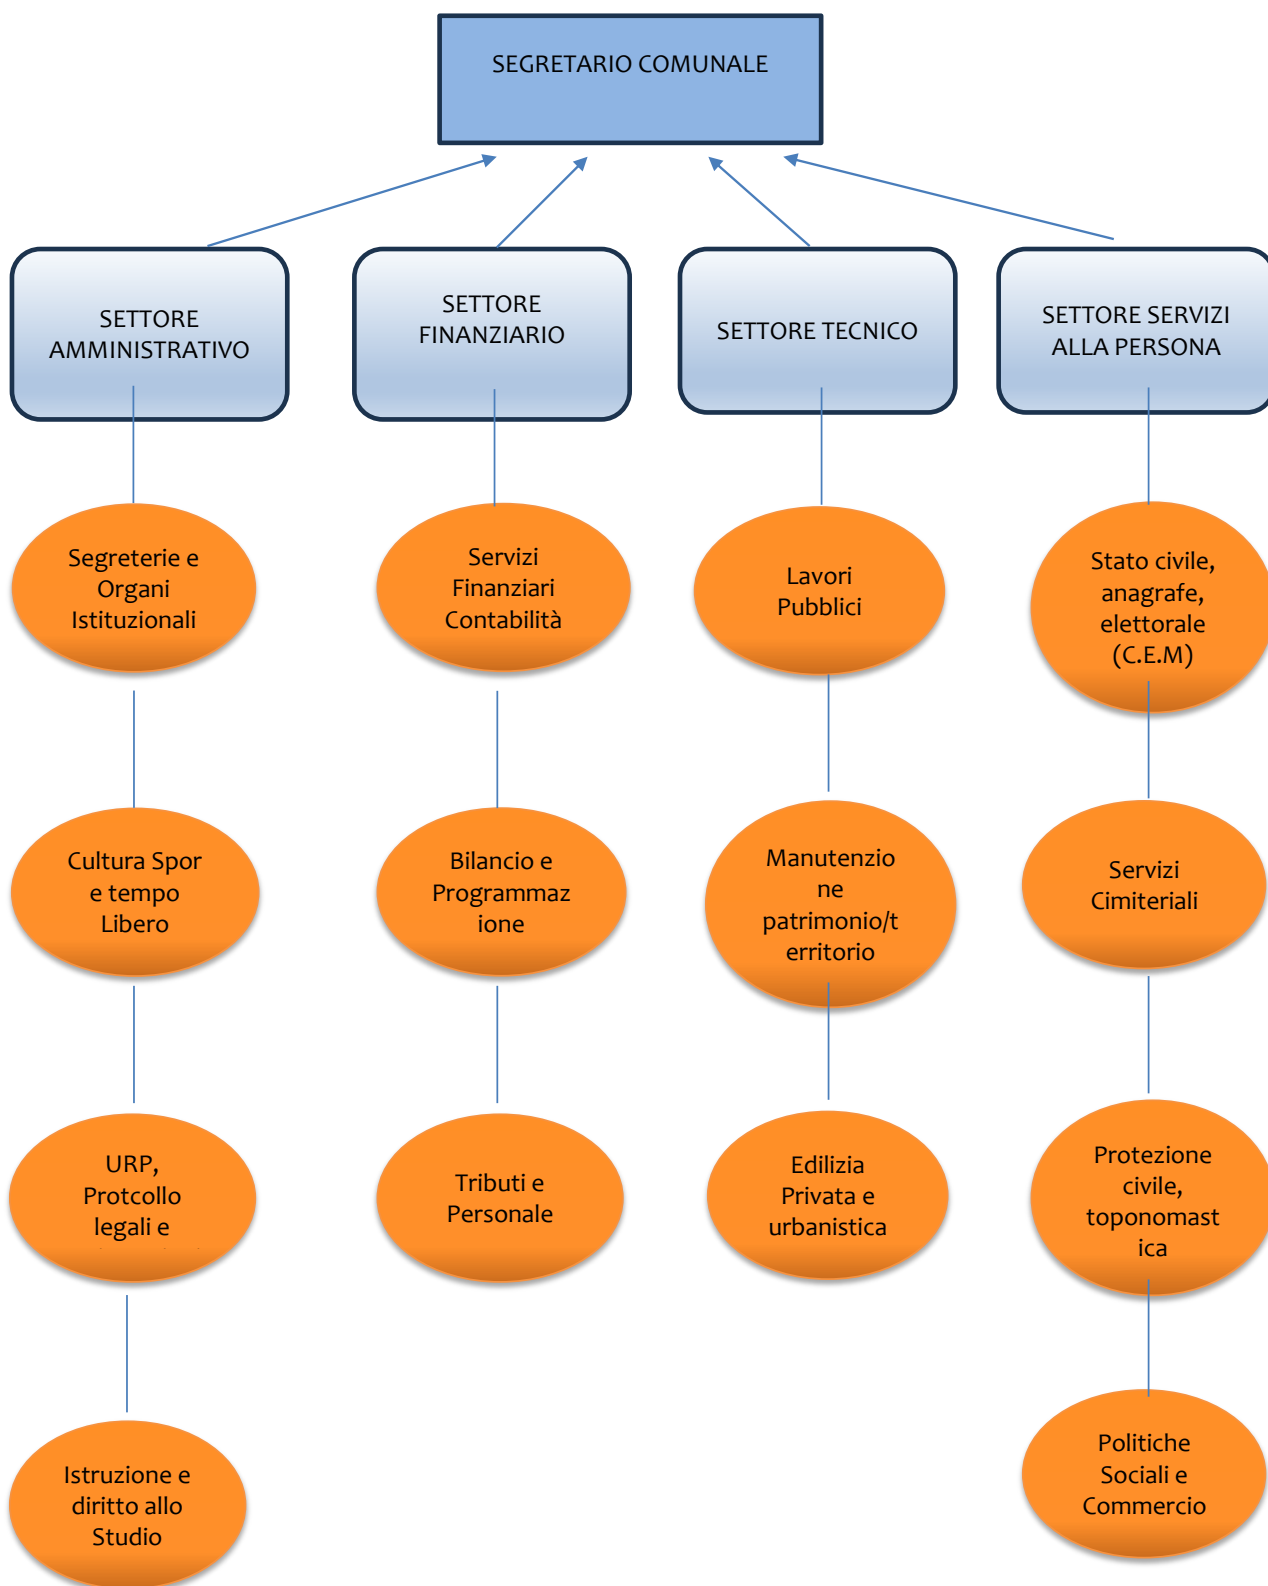 SEGRETARIO COMUNALE
SETTORE
AMMINISTRATIVO
SETTORE
FINANZIARIO
SETTORE TECNICO
SETTORE SERVIZI
ALLA PERSONA
Segreterie e
Organi
Istituzionali
Servizi
Finanziari
Contabilità
Lavori
Pubblici
Stato civile,
anagrafe,
elettorale
(C.E.M)
Cultura Spor
e tempo
Libero
Bilancio e
Programmaz
ione
Manutenzio
ne
patrimonio/t
erritorio
Servizi
Cimiteriali
URP,
Protcollo
legali e
Tributi e
Personale
Edilizia
Privata e
urbanistica
Protezione
civile,
toponomast
ica
Istruzione e
diritto allo
Studio
Politiche
Sociali e
Commercio